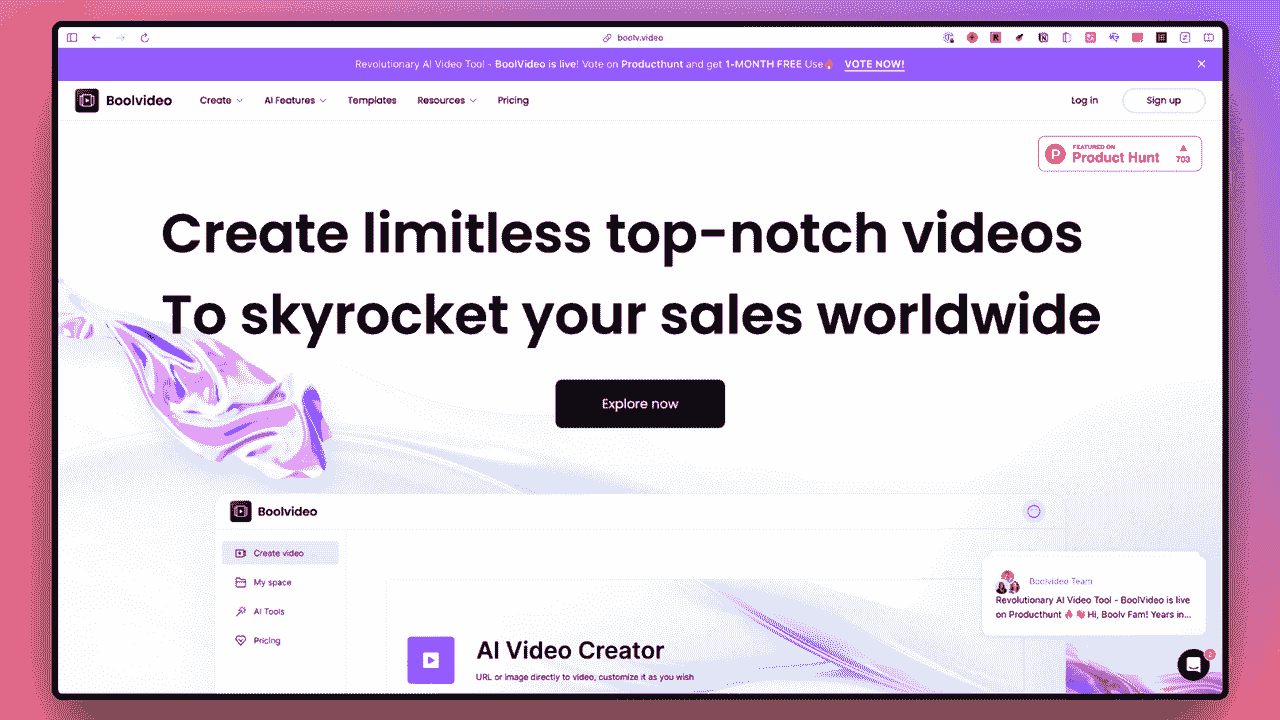 boolv.video
Revolutionary AI Video Tool - BoolVideo is live! Vote on Producthunt and get 1-MONTH FREE Use🔥 VOTE NOW!
Boolvideo Create AI Features Templates Resources Pricing Log in Sign up
FEATURED ON
Product Hunt 703
Create limitless top-notch videos
To skyrocket your sales worldwide
Explore now
Boolvideo
Create video
My space
AI Tools
Pricing
AI Video Creator
URL or image directly to video, customize it as you wish
Boolvideo Team
Revolutionary AI Video Tool - BoolVideo is live
on Producthunt 🔥 👋 Hi, Boolv Fam! Years in...
2